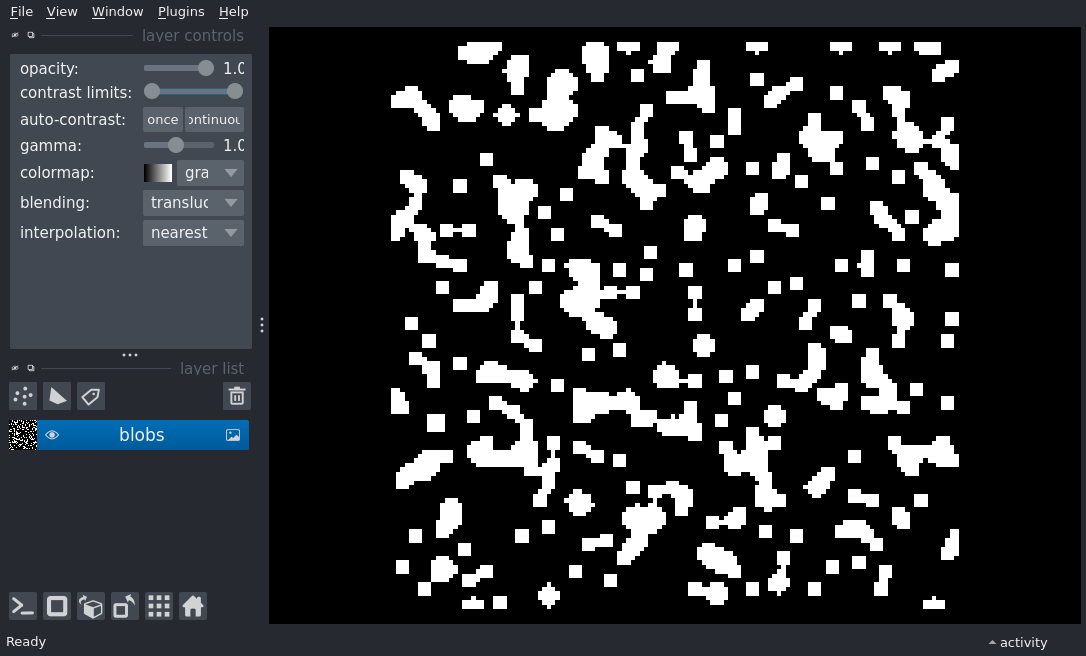 File View Window Plugins Help
layer controls
opacity: 1.0
contrast limits:
auto-contrast: once ontinuou
gamma: 1.0
colormap: gra
blending: transluc
interpolation: nearest
layer list
blobs
Ready
activity